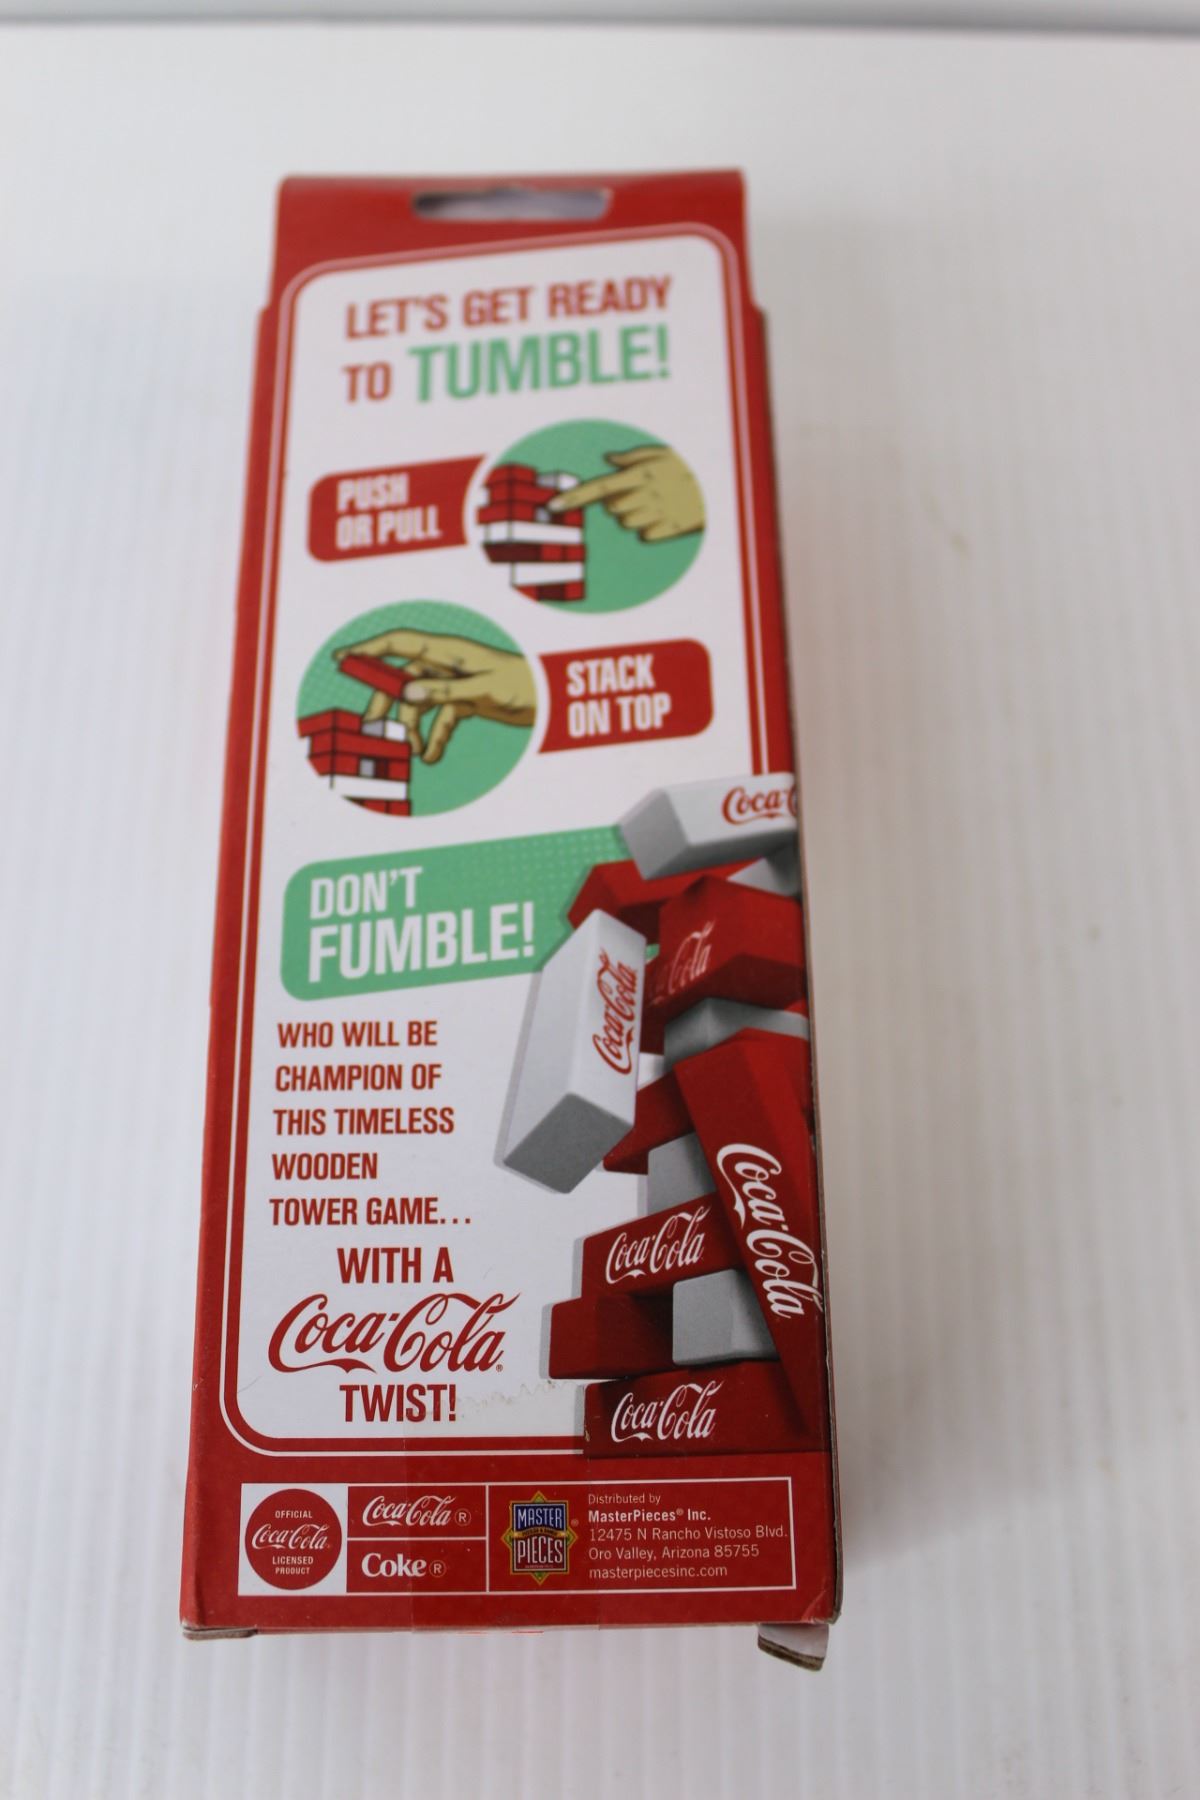 LET'S GET READY
TO TUMBLE!
PUSH
OR PULL
STACK
ON TOP
DON'T
FUMBLE!
Coca-C
Coca-Cola
Coca-Cola
Coca-Cola
Coca-Cola
Coca-Cola
WHO WILL BE
CHAMPION OF
THIS TIMELESS
WOODEN
TOWER GAME...
WITH A
Coca-Cola®
TWIST!
OFFICIAL
Coca-Cola
LICENSED
PRODUCT
Coca-Cola ®
Coke ®
MASTER
PIECES
®
Distributed by
MasterPieces® Inc.
12475 N Rancho Vistoso Blvd.
Oro Valley, Arizona 85755
masterpiecesinc.com